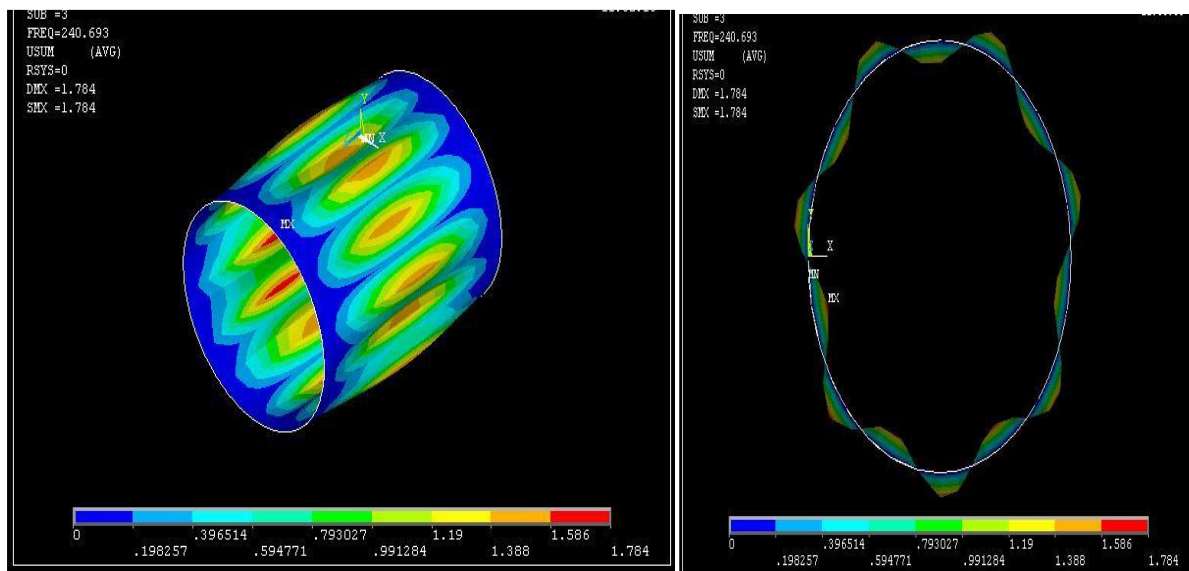 SUB =3
FREQ=240.693
USUM (AVG)
RSYS=0
DMX =1.784
SMX =1.784
Y
MN X
MX
0 .396514 .793027 1.19 1.586
.198257 .594771 .991284 1.388 1.784
SUB =3
FREQ=240.693
USUM (AVG)
RSYS=0
DMX =1.784
SMX =1.784
Y
X
MN
MX
0 .396514 .793027 1.19 1.586
.198257 .594771 .991284 1.388 1.784